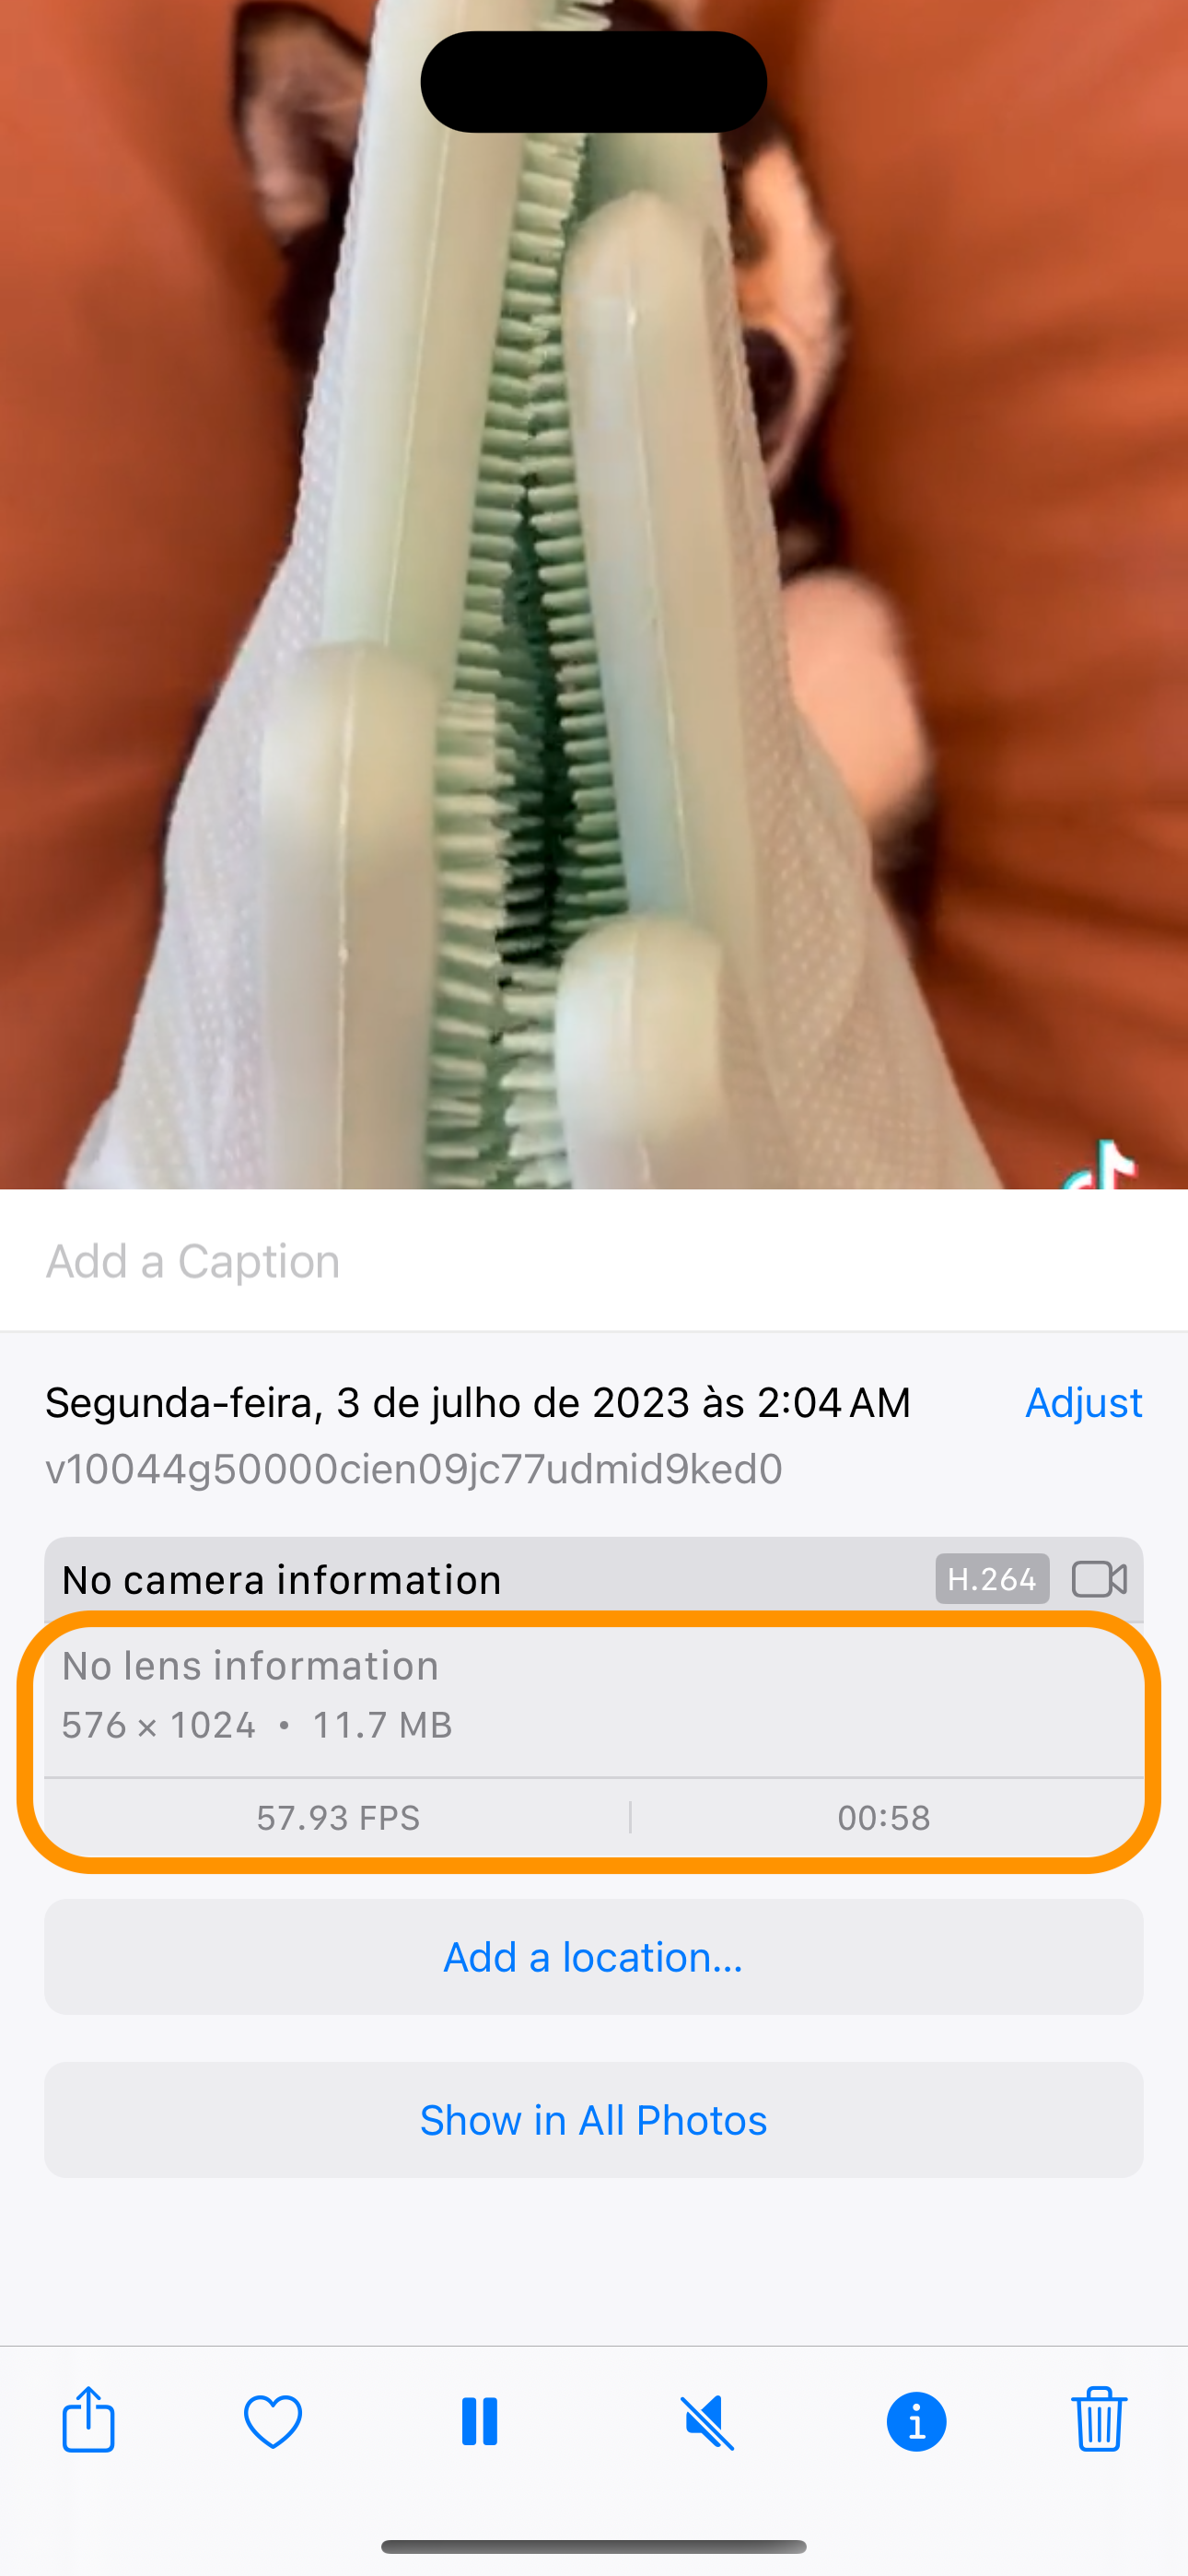 Add a Caption
Segunda-feira, 3 de julho de 2023 às 2:04 AM
Adjust
v10044g50000cien09jc77udmid9ked0
No camera information
H.264
No lens information
576 × 1024 • 11.7 MB
57.93 FPS
00:58
Add a location...
Show in All Photos